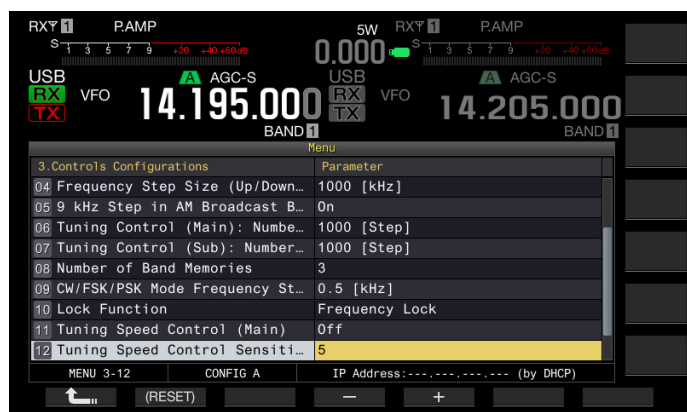 RX 1 P.AMP 5W RX 1 P.AMP
S 1 3 5 7 9 +20 +40 +60dB 0.000 S 1 3 5 7 9 +20 +40 +60dB
USB A AGC-S USB A AGC-S
RX TX VFO 14.195.000 RX TX VFO 14.205.000
BAND 1 BAND 1
Menu
3.Controls Configurations Parameter
04 Frequency Step Size (Up/Down… 1000 [kHz]
05 9 kHz Step in AM Broadcast B… On
06 Tuning Control (Main): Numbe… 1000 [Step]
07 Tuning Control (Sub): Number… 1000 [Step]
08 Number of Band Memories 3
09 CW/FSK/PSK Mode Frequency St… 0.5 [kHz]
10 Lock Function Frequency Lock
11 Tuning Speed Control (Main) Off
12 Tuning Speed Control Sensiti… 5
MENU 3-12 CONFIG A IP Address:---.---.---.--- (by DHCP)
(RESET) − +